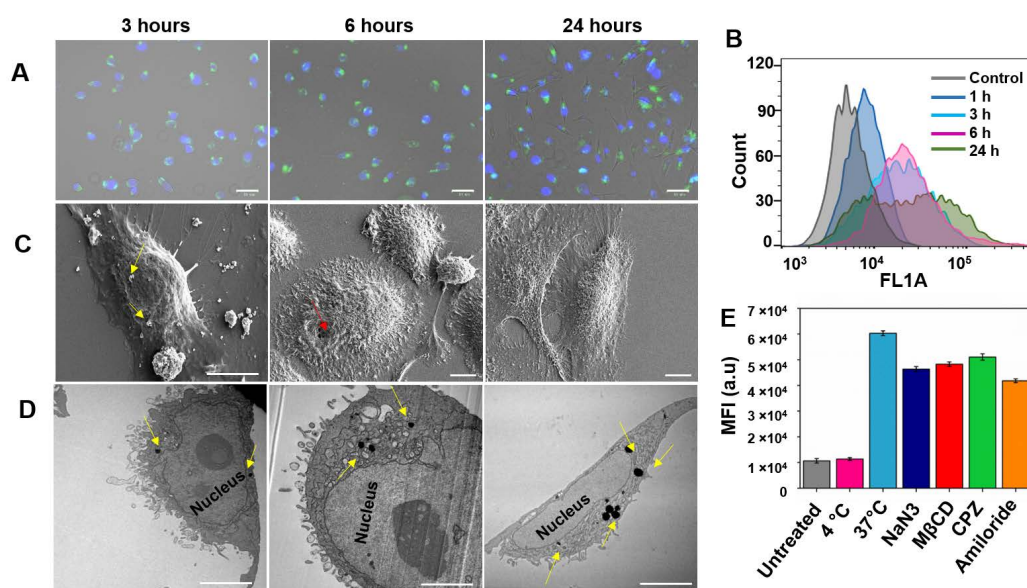 3 hours
6 hours
24 hours
A
B
120
90
60
30
0
Count
10³
10⁴
10⁵
FL1A
Control
1 h
3 h
6 h
24 h
C
D
Nucleus
Nucleus
Nucleus
E
7 ×10⁴
6 ×10⁴
5 ×10⁴
4 ×10⁴
3 ×10⁴
2 ×10⁴
1 ×10⁴
0
MFI (a.u)
Untreated
4 °C
37°C
NaN3
MβCD
CPZ
Amiloride